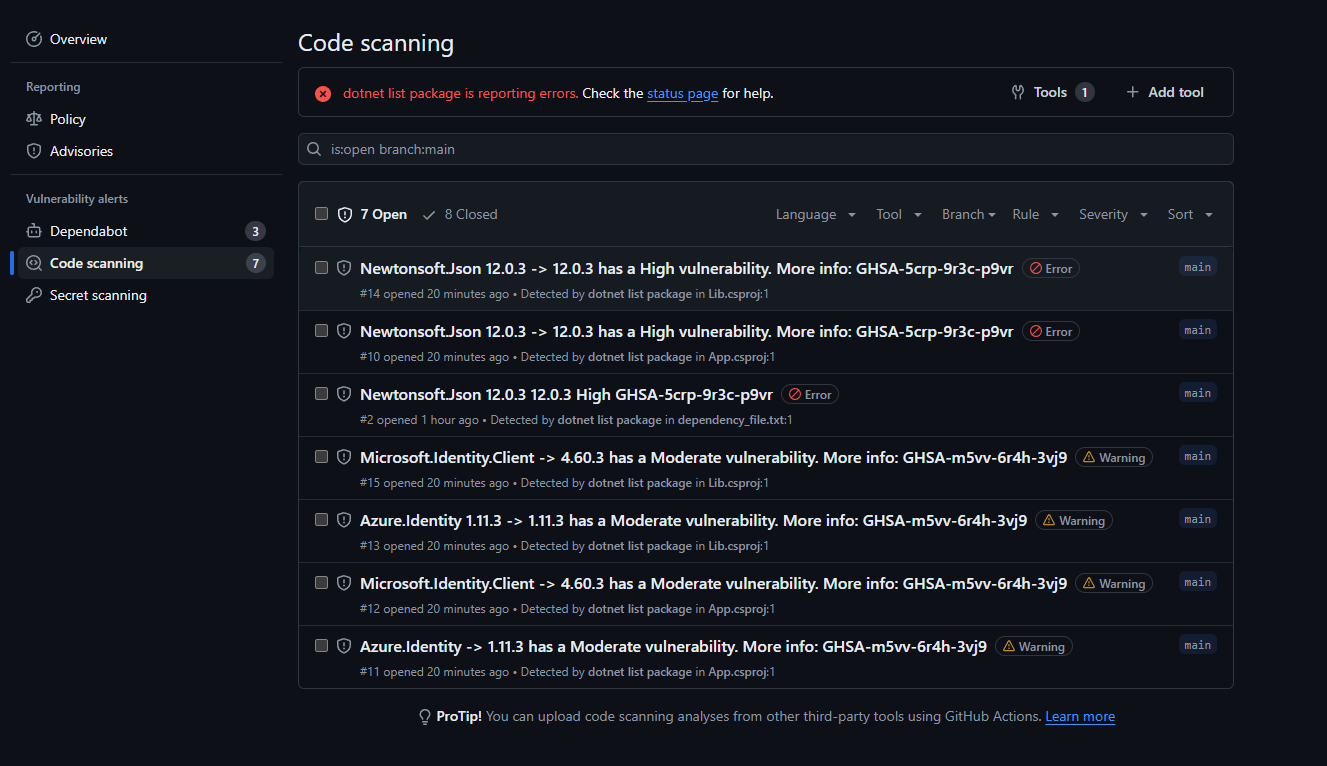 Overview
Reporting
Policy
Advisories
Vulnerability alerts
Dependabot 3
Code scanning 7
Secret scanning
Code scanning
dotnet list package is reporting errors. Check the status page for help.
Tools 1
Add tool
is:open branch:main
7 Open 8 Closed
Language Tool Branch Rule Severity Sort
Newtonsoft.Json 12.0.3 -> 12.0.3 has a High vulnerability. More info: GHSA-5crp-9r3c-p9vr Error main
#14 opened 20 minutes ago • Detected by dotnet list package in Lib.csproj:1
Newtonsoft.Json 12.0.3 -> 12.0.3 has a High vulnerability. More info: GHSA-5crp-9r3c-p9vr Error main
#10 opened 20 minutes ago • Detected by dotnet list package in App.csproj:1
Newtonsoft.Json 12.0.3 12.0.3 High GHSA-5crp-9r3c-p9vr Error main
#2 opened 1 hour ago • Detected by dotnet list package in dependency_file.txt:1
Microsoft.Identity.Client -> 4.60.3 has a Moderate vulnerability. More info: GHSA-m5vv-6r4h-3vj9 Warning main
#15 opened 20 minutes ago • Detected by dotnet list package in Lib.csproj:1
Azure.Identity 1.11.3 -> 1.11.3 has a Moderate vulnerability. More info: GHSA-m5vv-6r4h-3vj9 Warning main
#13 opened 20 minutes ago • Detected by dotnet list package in Lib.csproj:1
Microsoft.Identity.Client -> 4.60.3 has a Moderate vulnerability. More info: GHSA-m5vv-6r4h-3vj9 Warning main
#12 opened 20 minutes ago • Detected by dotnet list package in App.csproj:1
Azure.Identity -> 1.11.3 has a Moderate vulnerability. More info: GHSA-m5vv-6r4h-3vj9 Warning main
#11 opened 20 minutes ago • Detected by dotnet list package in App.csproj:1
ProTip! You can upload code scanning analyses from other third-party tools using GitHub Actions. Learn more